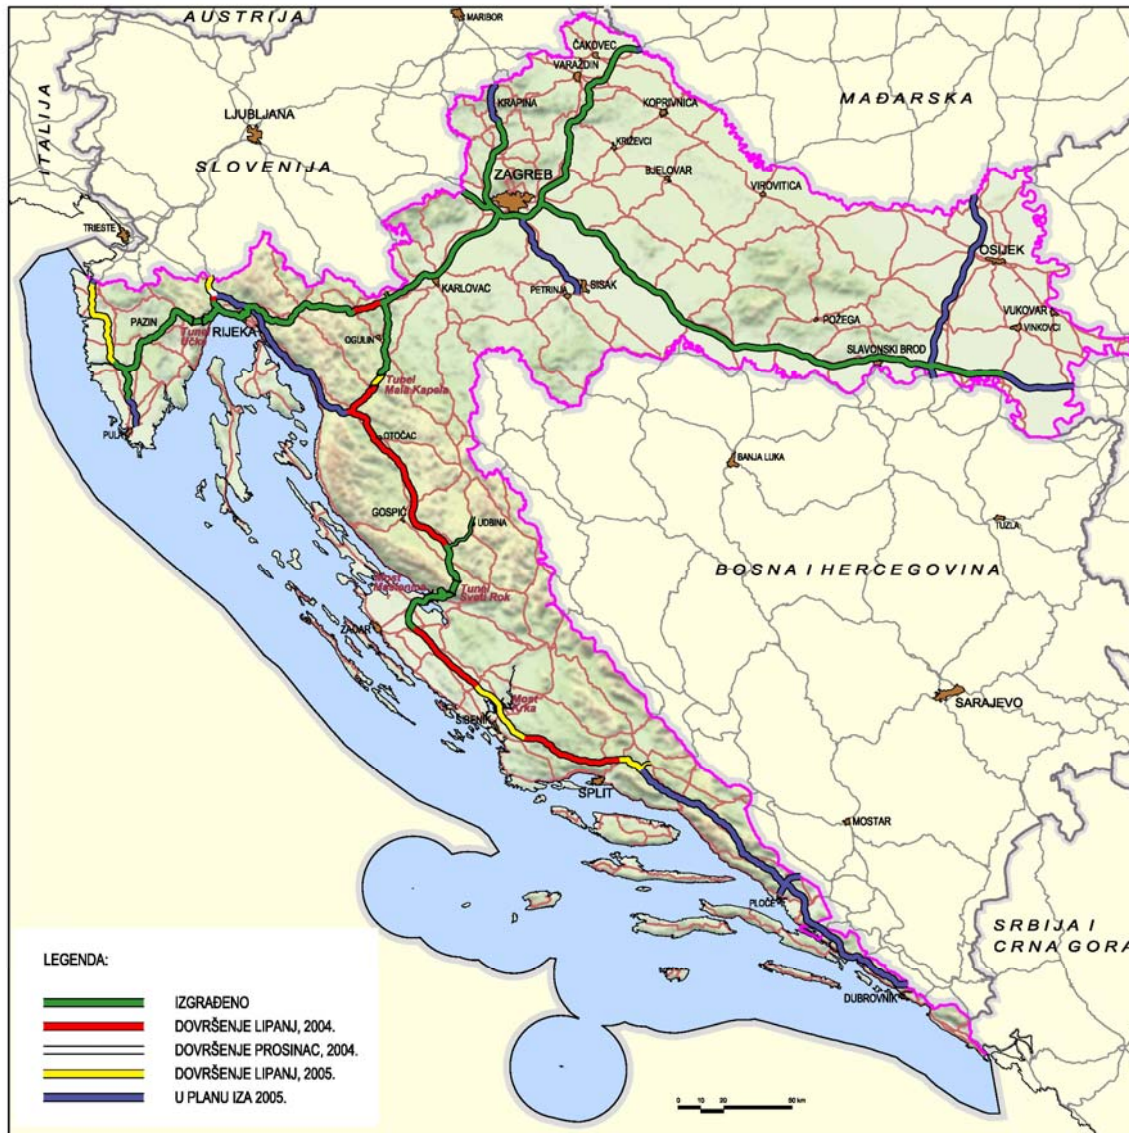 AUSTRIJA
MARIBOR
ČAKOVEC
VARAŽDIN
ITALIJA
KRAPINA
KOPRIVNICA
MAĐARSKA
LJUBLJANA
KRIŽEVCI
SLOVENIJA
ZAGREB
BJELOVAR
VIROVITICA
TRIESTE
OSIJEK
KARLOVAC
PETRINJA
SISAK
PAZIN
Tunel
Učka
RIJEKA
POŽEGA
VUKOVAR
VINKOVCI
OGULIN
SLAVONSKI BROD
Tubel
Mala Kapela
PULA
OTOČAC
BANJA LUKA
GOSPIĆ
UDBINA
TUZLA
BOSNA I HERCEGOVINA
Most
Maslenica
Tunel
Sveti Rok
ZADAR
Most
Krka
ŠIBENIK
SARAJEVO
SPLIT
MOSTAR
PLOČE
SRBIJA I
CRNA GORA
DUBROVNIK
LEGENDA:
IZGRAĐENO
DOVRŠENJE LIPANJ, 2004.
DOVRŠENJE PROSINAC, 2004.
DOVRŠENJE LIPANJ, 2005.
U PLANU IZA 2005.
0 10 20 50 km